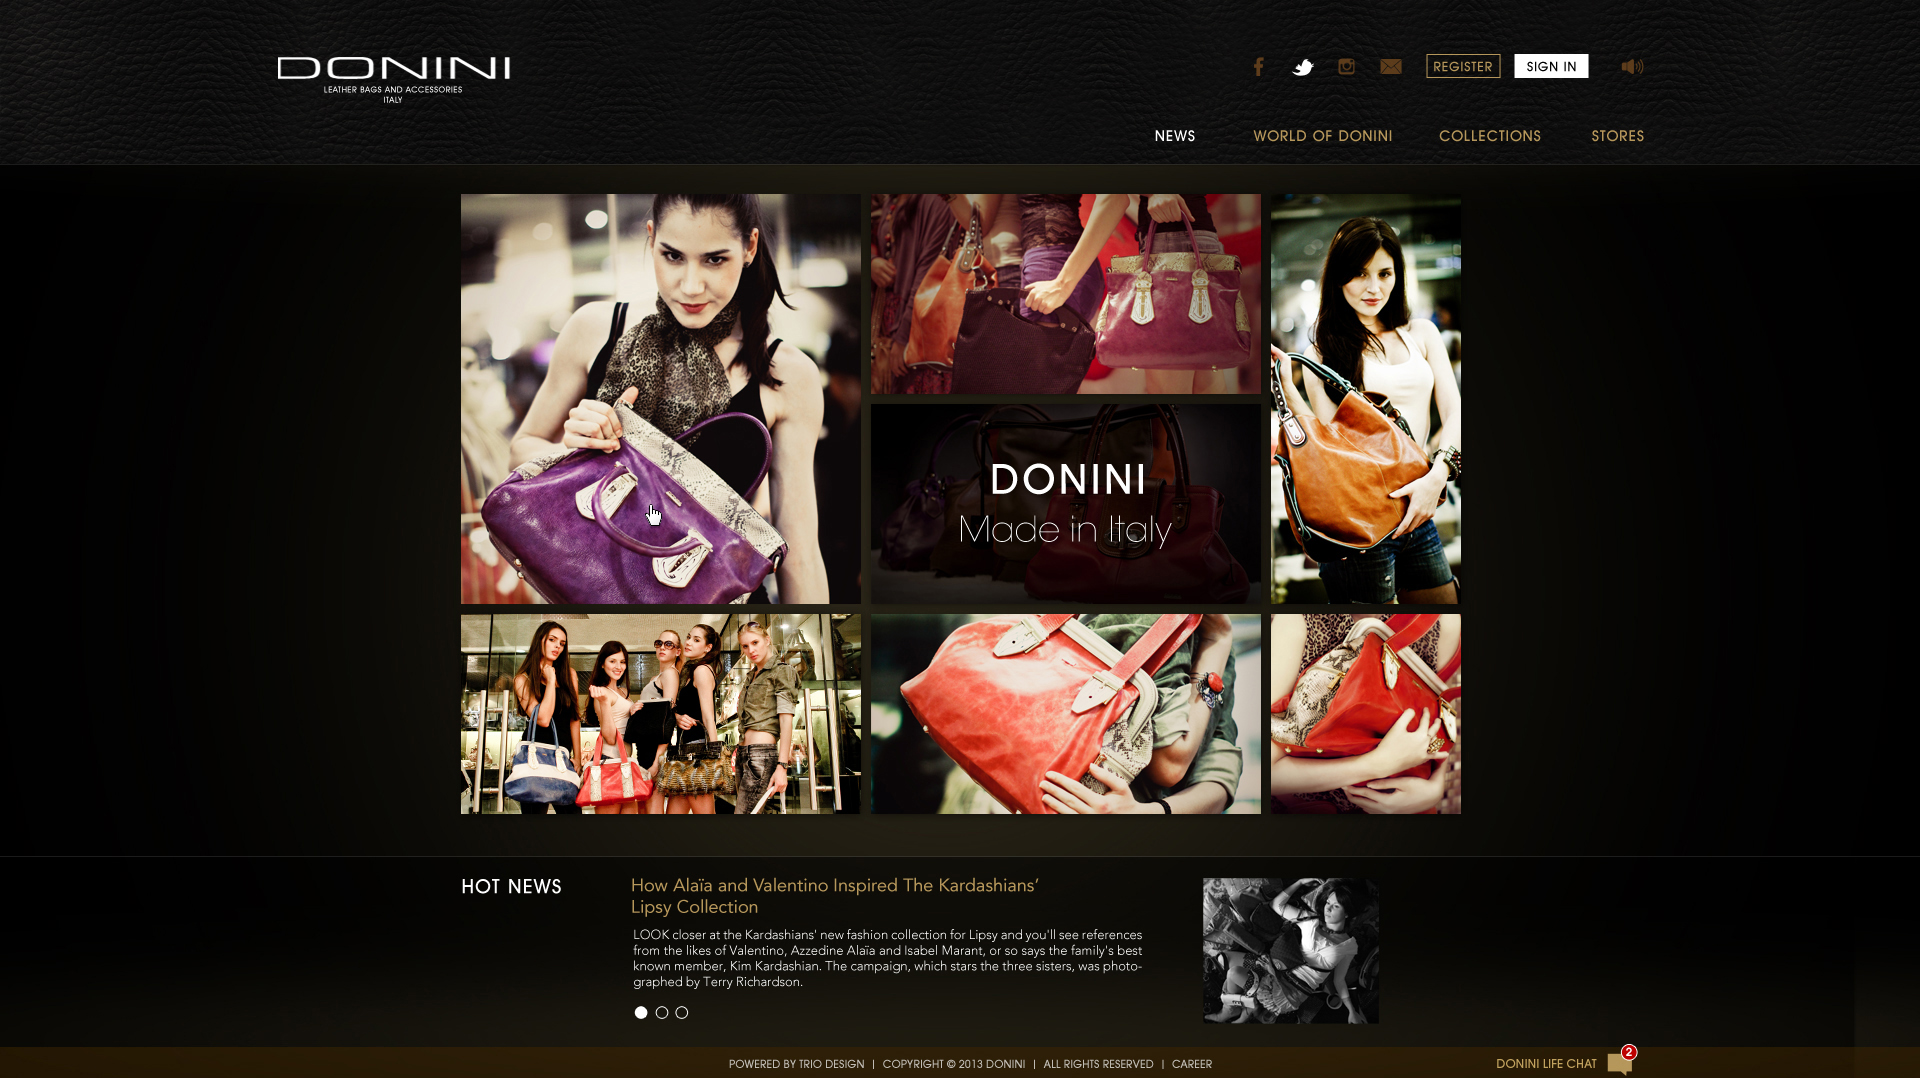 DONINI
LEATHER BAGS AND ACCESSORIES
ITALY
REGISTER
SIGN IN
NEWS
WORLD OF DONINI
COLLECTIONS
STORES
DONINI
Made in Italy
HOT NEWS
How Alaïa and Valentino Inspired The Kardashians’
Lipsy Collection
LOOK closer at the Kardashians' new fashion collection for Lipsy and you'll see references
from the likes of Valentino, Azzedine Alaïa and Isabel Marant, or so says the family's best
known member, Kim Kardashian. The campaign, which stars the three sisters, was photo-
graphed by Terry Richardson.
POWERED BY TRIO DESIGN | COPYRIGHT © 2013 DONINI | ALL RIGHTS RESERVED | CAREER
DONINI LIFE CHAT
2